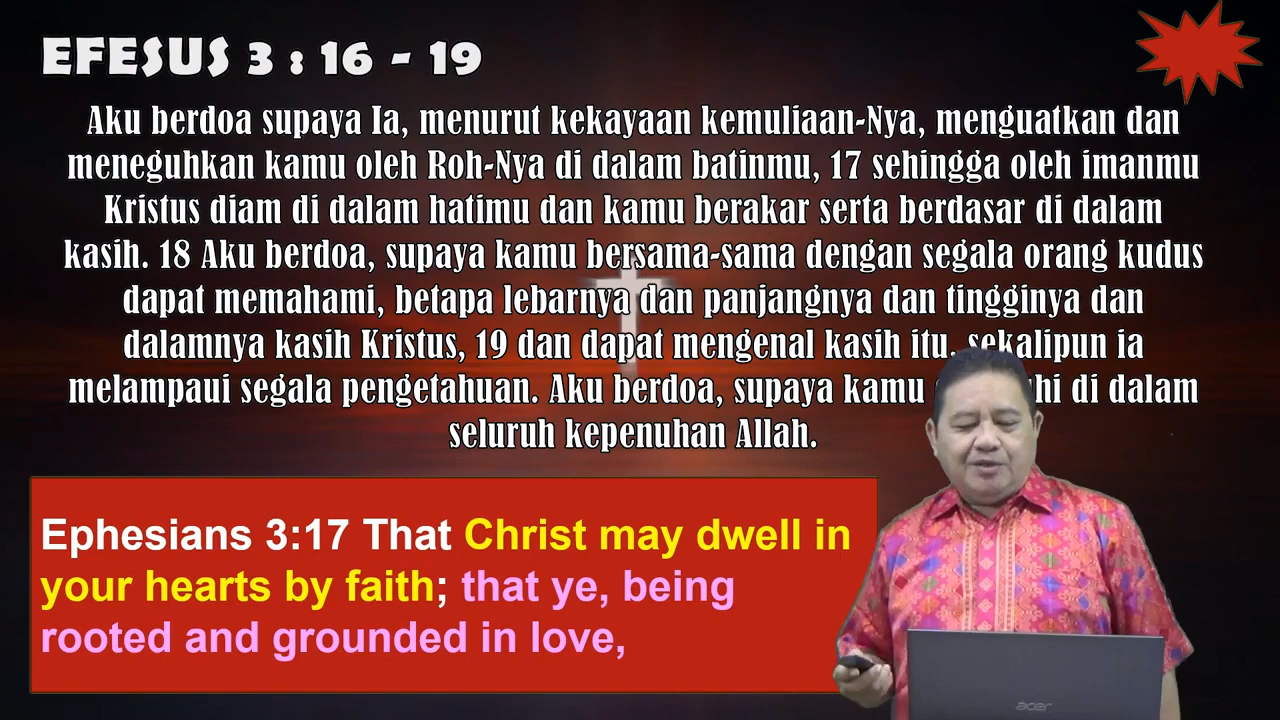 EFESUS 3 : 16 - 19
Aku berdoa supaya Ia, menurut kekayaan kemuliaan-Nya, menguatkan dan
meneguhkan kamu oleh Roh-Nya di dalam batinmu, 17 sehingga oleh imanmu
Kristus diam di dalam hatimu dan kamu berakar serta berdasar di dalam
kasih. 18 Aku berdoa, supaya kamu bersama-sama dengan segala orang kudus
dapat memahami, betapa lebarnya dan panjangnya dan tingginya dan
dalamnya kasih Kristus, 19 dan dapat mengenal kasih itu, sekalipun ia
melampaui segala pengetahuan. Aku berdoa, supaya kamu di dalam
seluruh kepenuhan Allah.
Ephesians 3:17 That Christ may dwell in
your hearts by faith; that ye, being
rooted and grounded in love,
acer